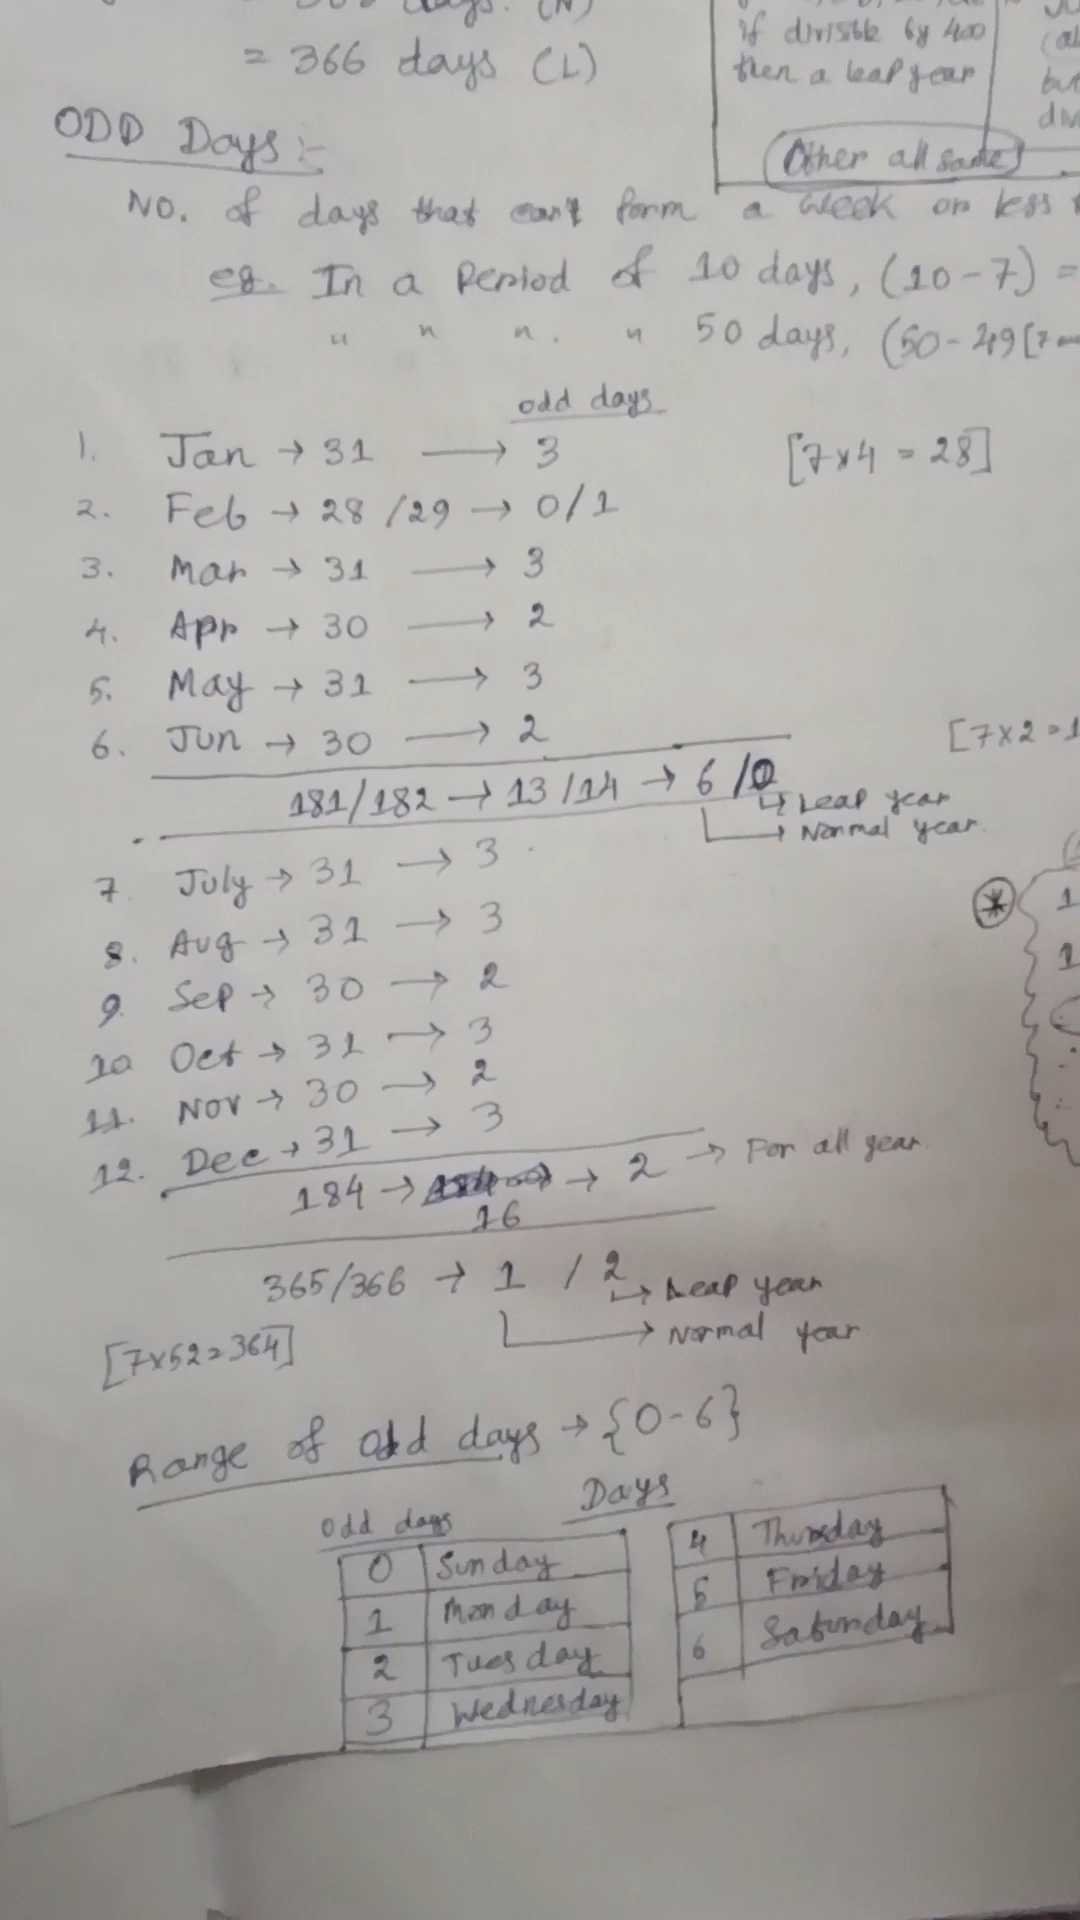 = 366 days (L)
if divisible by 400
then a leap year
Other all same
ODD Days :-
NO. of days that can't form a week or less
eg. In a Period of 10 days, (10-7) =
" " " . " 50 days, (50-49[7
odd days
1. Jan → 31 → 3 [7x4 = 28]
2. Feb → 28 /29 → 0/1
3. Mar → 31 → 3
4. Apr → 30 → 2
5. May → 31 → 3
6. Jun → 30 → 2
[7x2=1
181/182 → 13/14 → 6/0
Leap year
Normal year.
7. July → 31 → 3
8. Aug → 31 → 3
9 Sep → 30 → 2
10 Oct → 31 → 3
11. Nov → 30 → 2
12. Dec → 31 → 3
184 → → 2 → For all year.
16
365/366 → 1 / 2
→ Leap year
→ Normal year
[7x52=364]
Range of Odd days → {0-6}
Odd days Days
0 Sunday
1 Monday
2 Tuesday
3 Wednesday
4 Thursday
5 Friday
6 Saturday